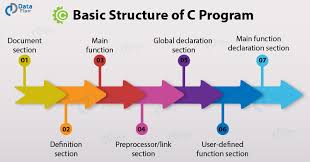 Data
Flair
Basic Structure of C Program
Document
section
Main
function
Global declaration
section
Main function
declaration section
01
03
05
07
02
04
06
Definition
section
Preprocessor/link
section
User-defined
function section